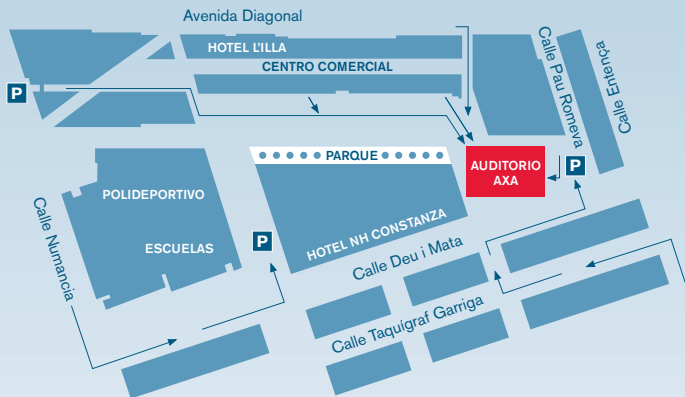 Avenida Diagonal
HOTEL L'ILLA
CENTRO COMERCIAL
Calle Pau Romeva
Calle Entença
P
PARQUE
AUDITORIO
AXA
P
POLIDEPORTIVO
ESCUELAS
Calle Numancia
P
HOTEL NH CONSTANZA
Calle Deu i Mata
Calle Taquigraf Garriga